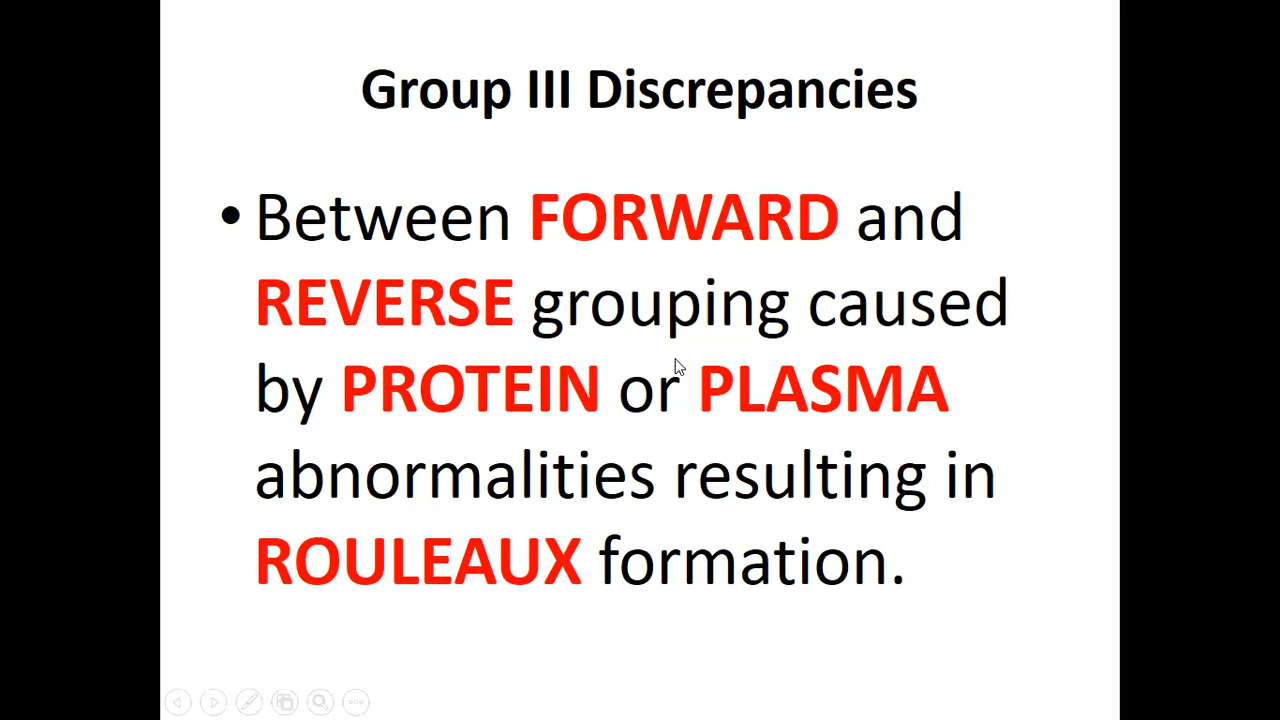 Group III Discrepancies
• Between FORWARD and
REVERSE grouping caused
by PROTEIN or PLASMA
abnormalities resulting in
ROULEAUX formation.